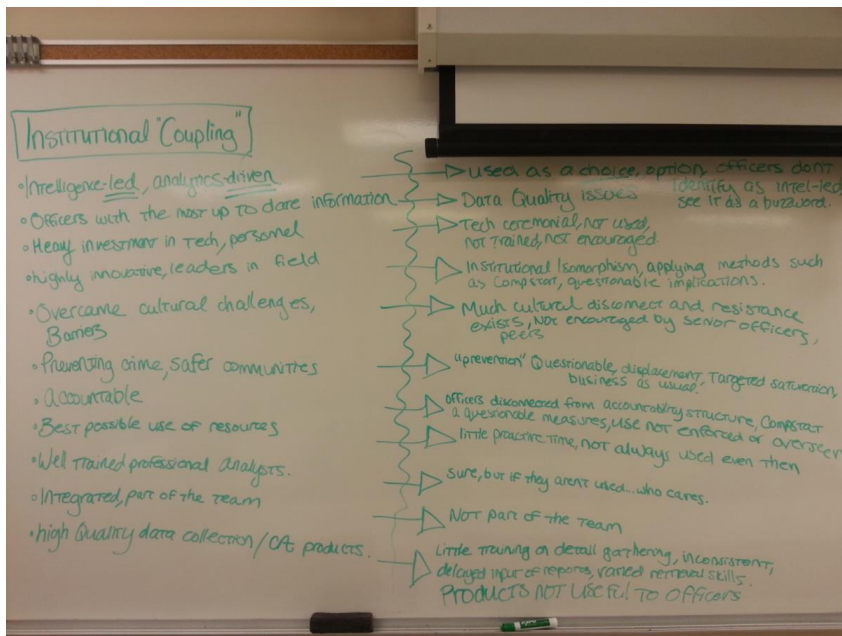 Institutional "Coupling"
• Intelligence-led, analytics-driven
• Officers with the most up to date information
• Heavy investment in Tech, personel
• highly innovative, leaders in field
• Overcame cultural challenges,
Barriers
• Preventing crime, safer communities
• Accountable
• Best possible use of resources
• Well trained professional analysts.
• Integrated, part of the team
• high Quality data collection/CA products.
used as a choice, option officers dont
identify as intel-led
see it as a buzzword.
Data Quality issues
Tech ceremonial, not used,
not trained, not encouraged
Institutional Isomorphism, applying methods such
as Compstat, questionable implications.
Much cultural disconnect and resistance
exists, Not encouraged by senior officers,
peers
"prevention" Questionable, displacement, Targeted saturation,
business as usual.
officers disconnected from accountability structure, Compstat
a questionable measures, use not enforced or overseen
little proactive time, not always used even then
sure, but if they arent used...who cares.
Not part of the team
Little training on detail gathering, inconsistent,
delayed input of reports, varied retrieval skills.
Products not useful to officers